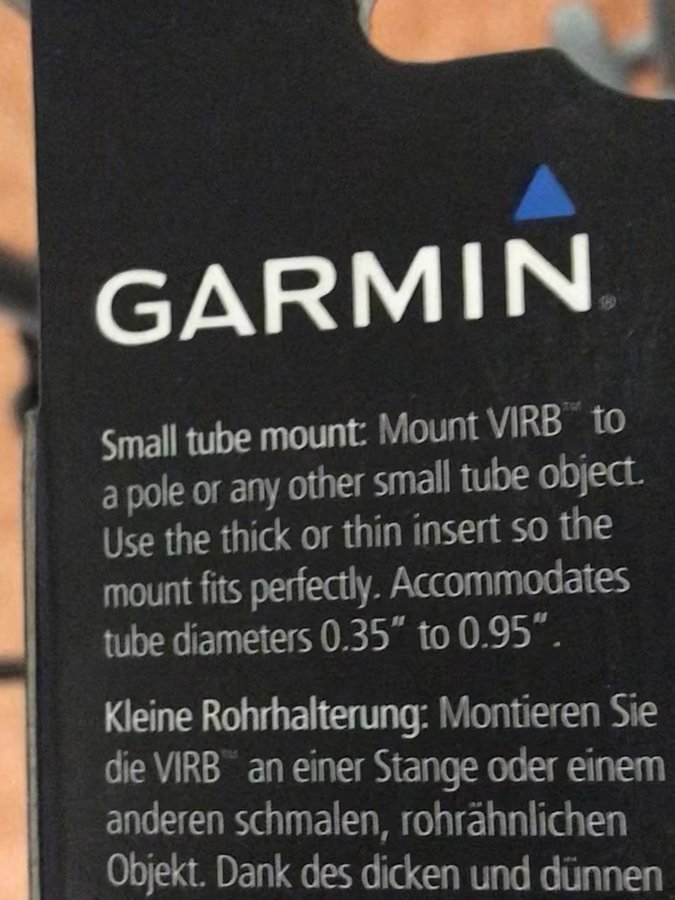 GARMIN®
Small tube mount: Mount VIRB™ to
a pole or any other small tube object.
Use the thick or thin insert so the
mount fits perfectly. Accommodates
tube diameters 0.35″ to 0.95″.
Kleine Rohrhalterung: Montieren Sie
die VIRB™ an einer Stange oder einem
anderen schmalen, rohrähnlichen
Objekt. Dank des dicken und dünnen